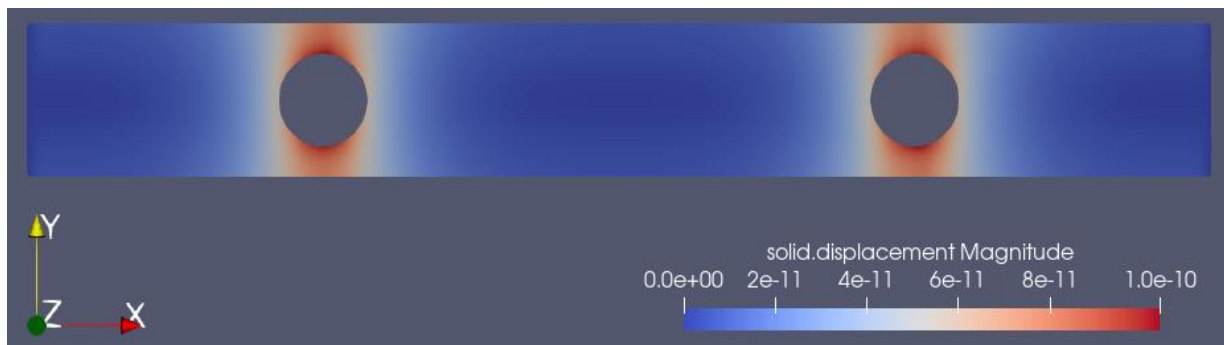 Y
Z X
solid.displacement Magnitude
0.0e+00 2e-11 4e-11 6e-11 8e-11 1.0e-10